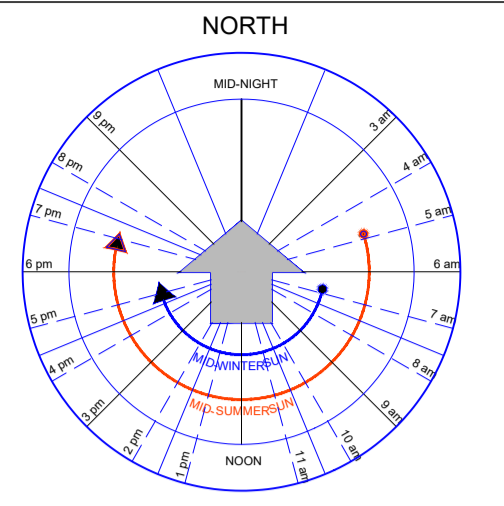 NORTH
MID-NIGHT
9 pm
3 am
8 pm
4 am
7 pm
5 am
6 pm
6 am
5 pm
7 am
4 pm
8 am
MID-WINTER SUN
MID-SUMMER SUN
3 pm
9 am
2 pm
10 am
1 pm
11 am
NOON